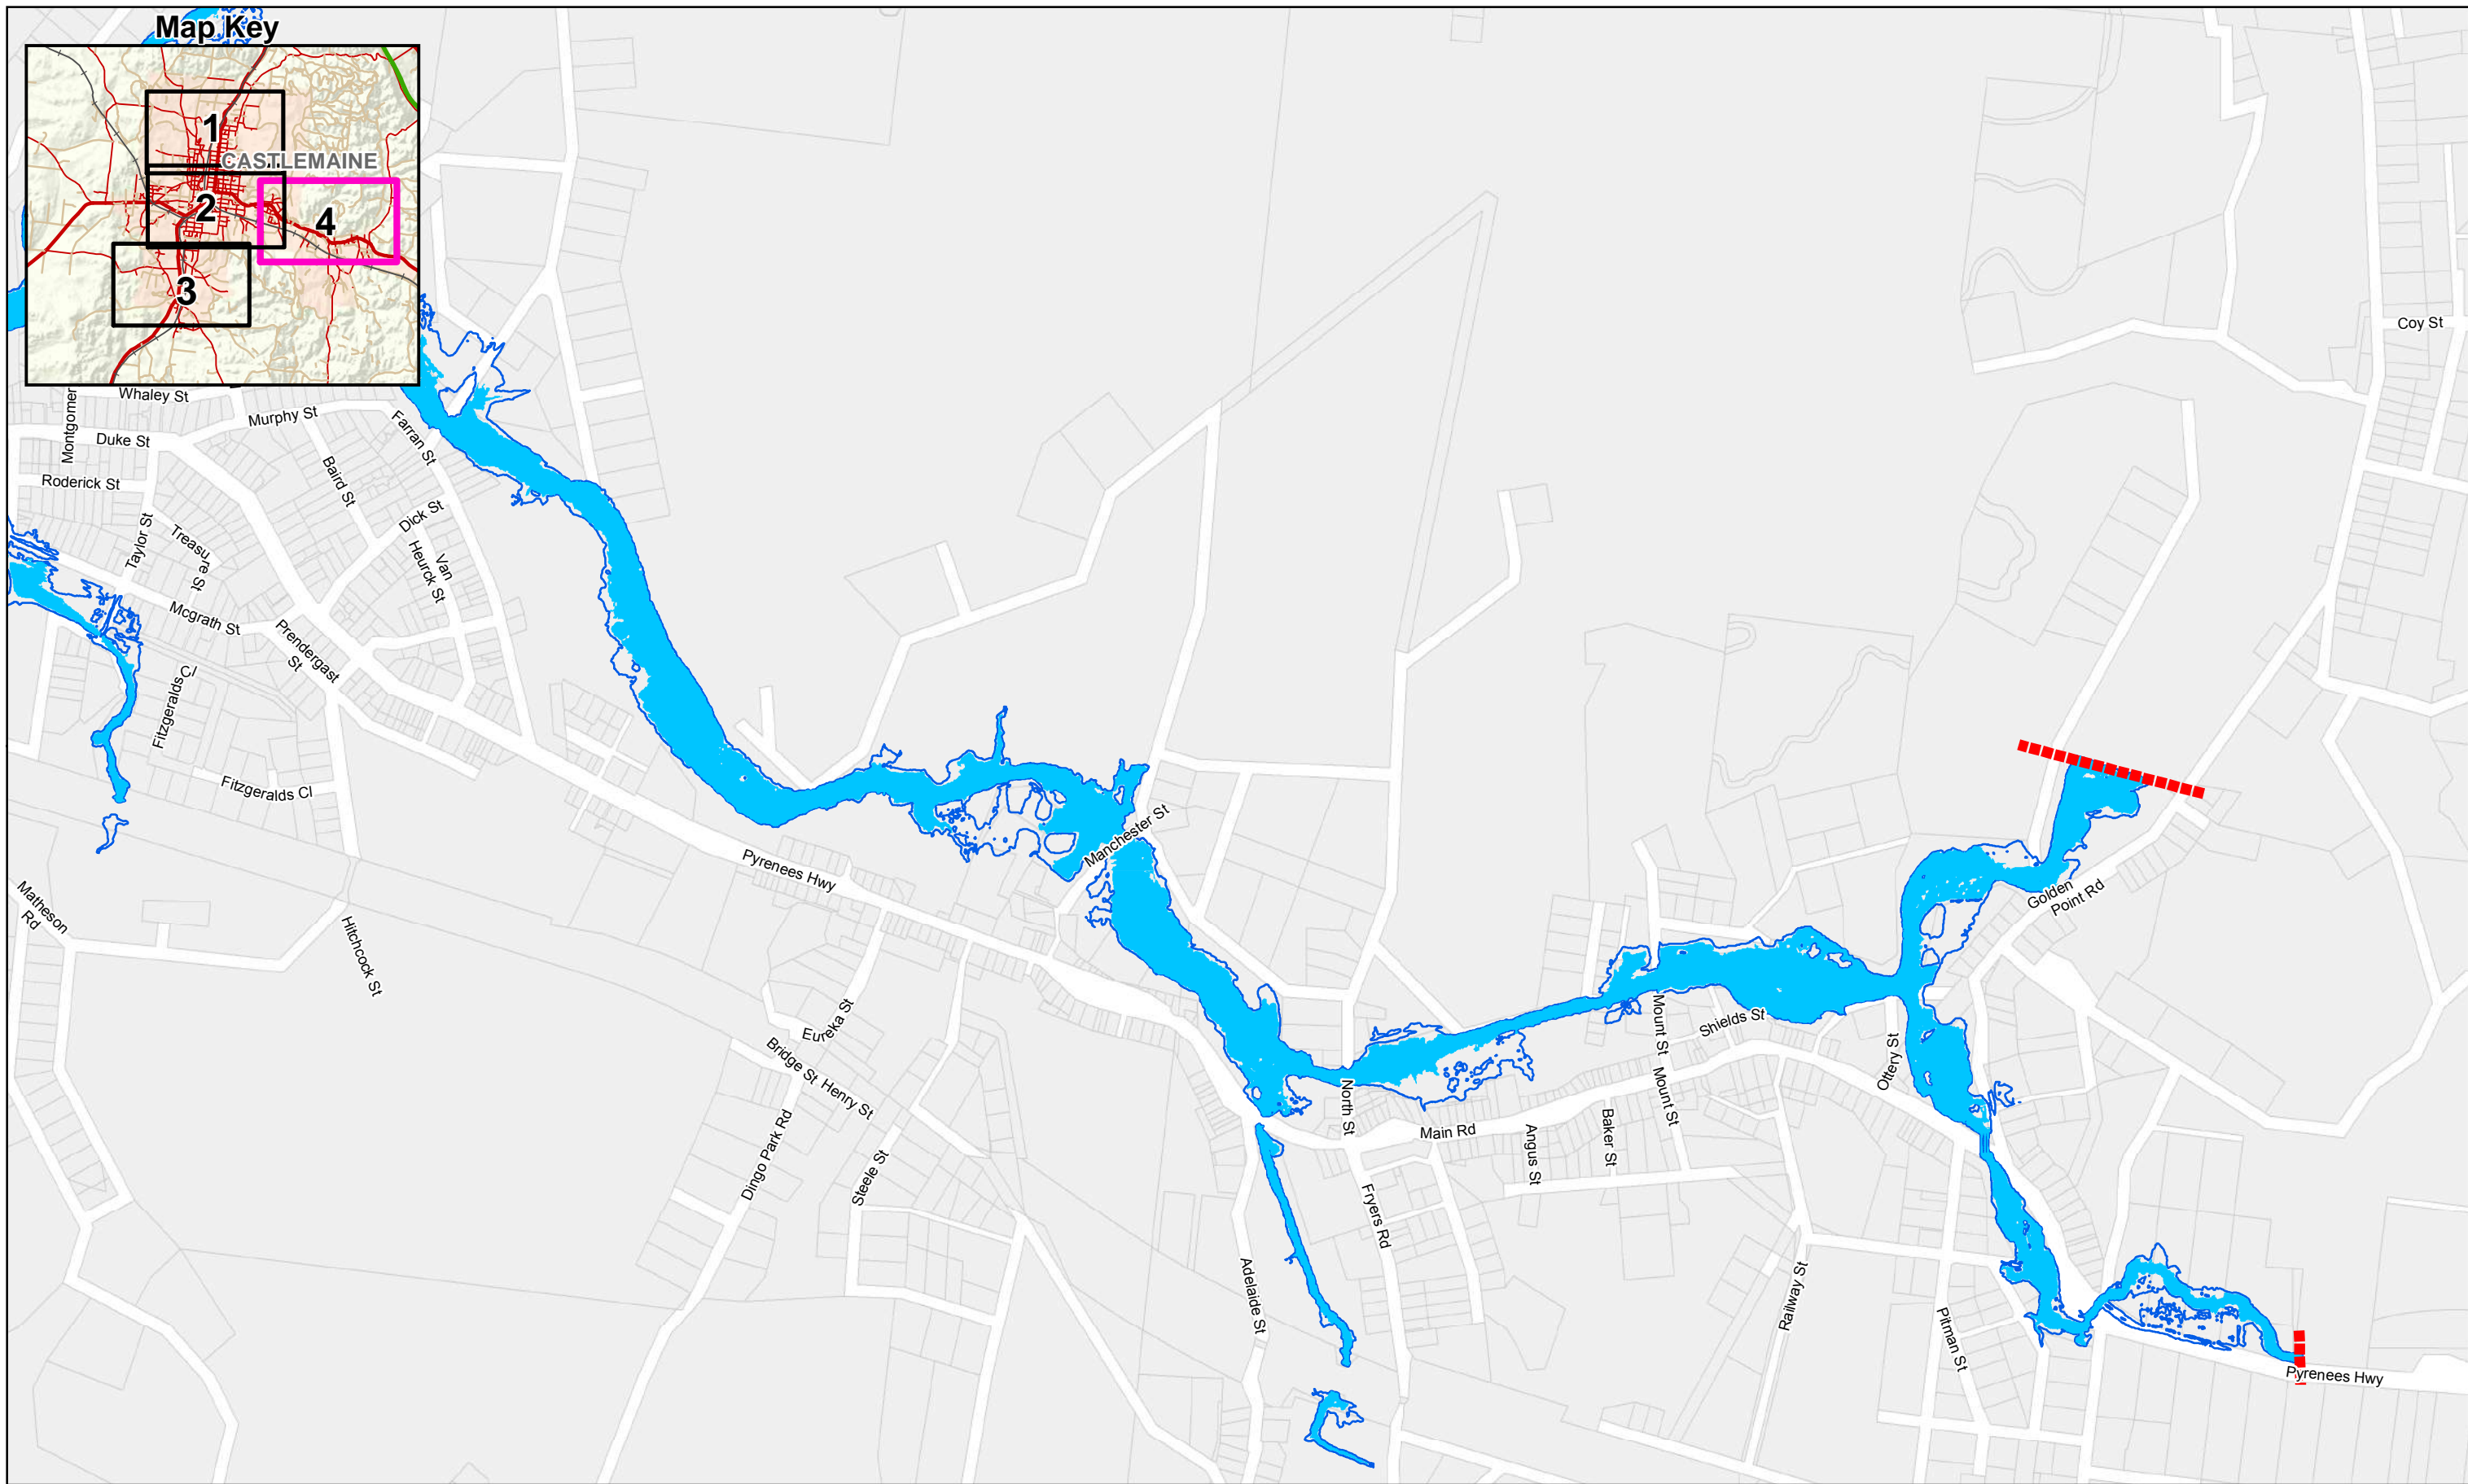 Map Key
1
CASTLEMAINE
2
4
3
Coy St
Whaley St
Montgomer
Murphy St
Duke St
Farran St
Baird St
Roderick St
Dick St
Taylor St
Treasure St
Van
Heurck St
Mcgrath St
Prendergast
St
Fitzgeralds Cl
Fitzgeralds Cl
Manchester St
Pyrenees Hwy
Golden
Point Rd
Matheson
Rd
Hitchcock St
Eureka St
Mount St
Shields St
Bridge St
Henry St
Ottery St
North St
Mount St
Main Rd
Angus St
Baker St
Dingo Park Rd
Steele St
Fryers Rd
Adelaide St
Railway St
Pitman St
Pyrenees Hwy